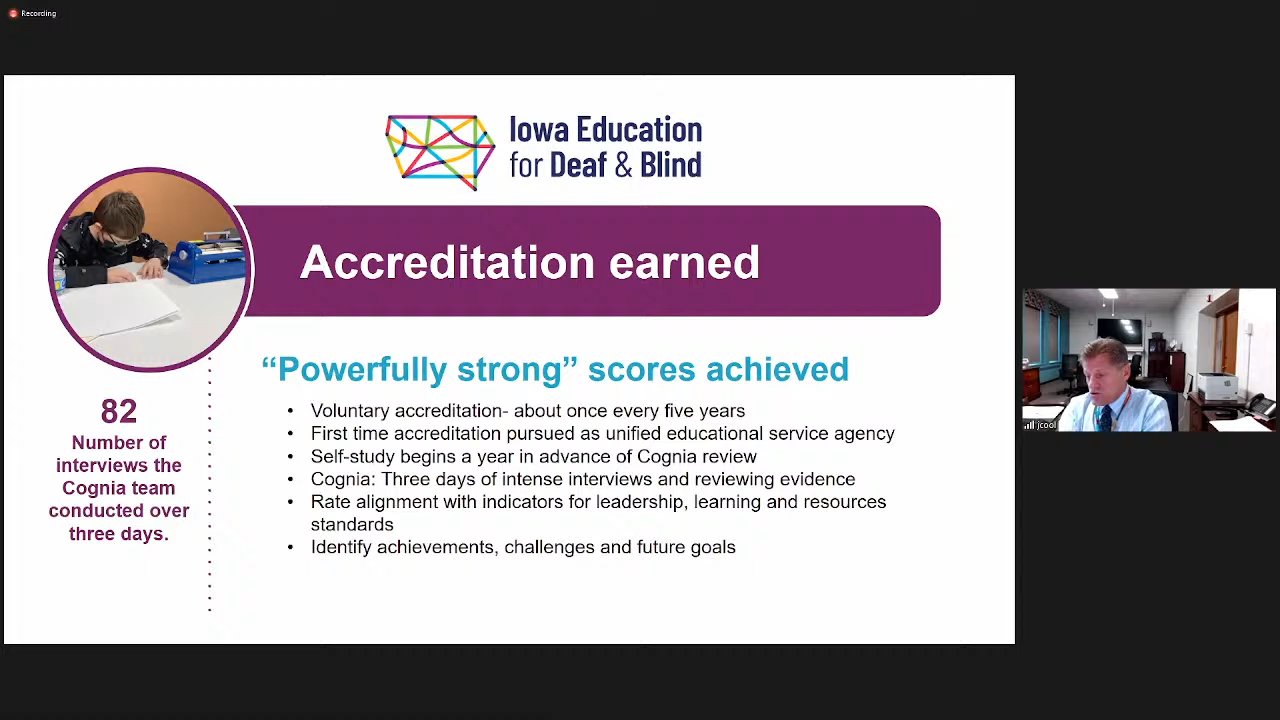 Recording
Iowa Education
for Deaf & Blind
Accreditation earned
“Powerfully strong” scores achieved
82
Number of
interviews the
Cognia team
conducted over
three days.
• Voluntary accreditation- about once every five years
• First time accreditation pursued as unified educational service agency
• Self-study begins a year in advance of Cognia review
• Cognia: Three days of intense interviews and reviewing evidence
• Rate alignment with indicators for leadership, learning and resources
standards
• Identify achievements, challenges and future goals
jcool